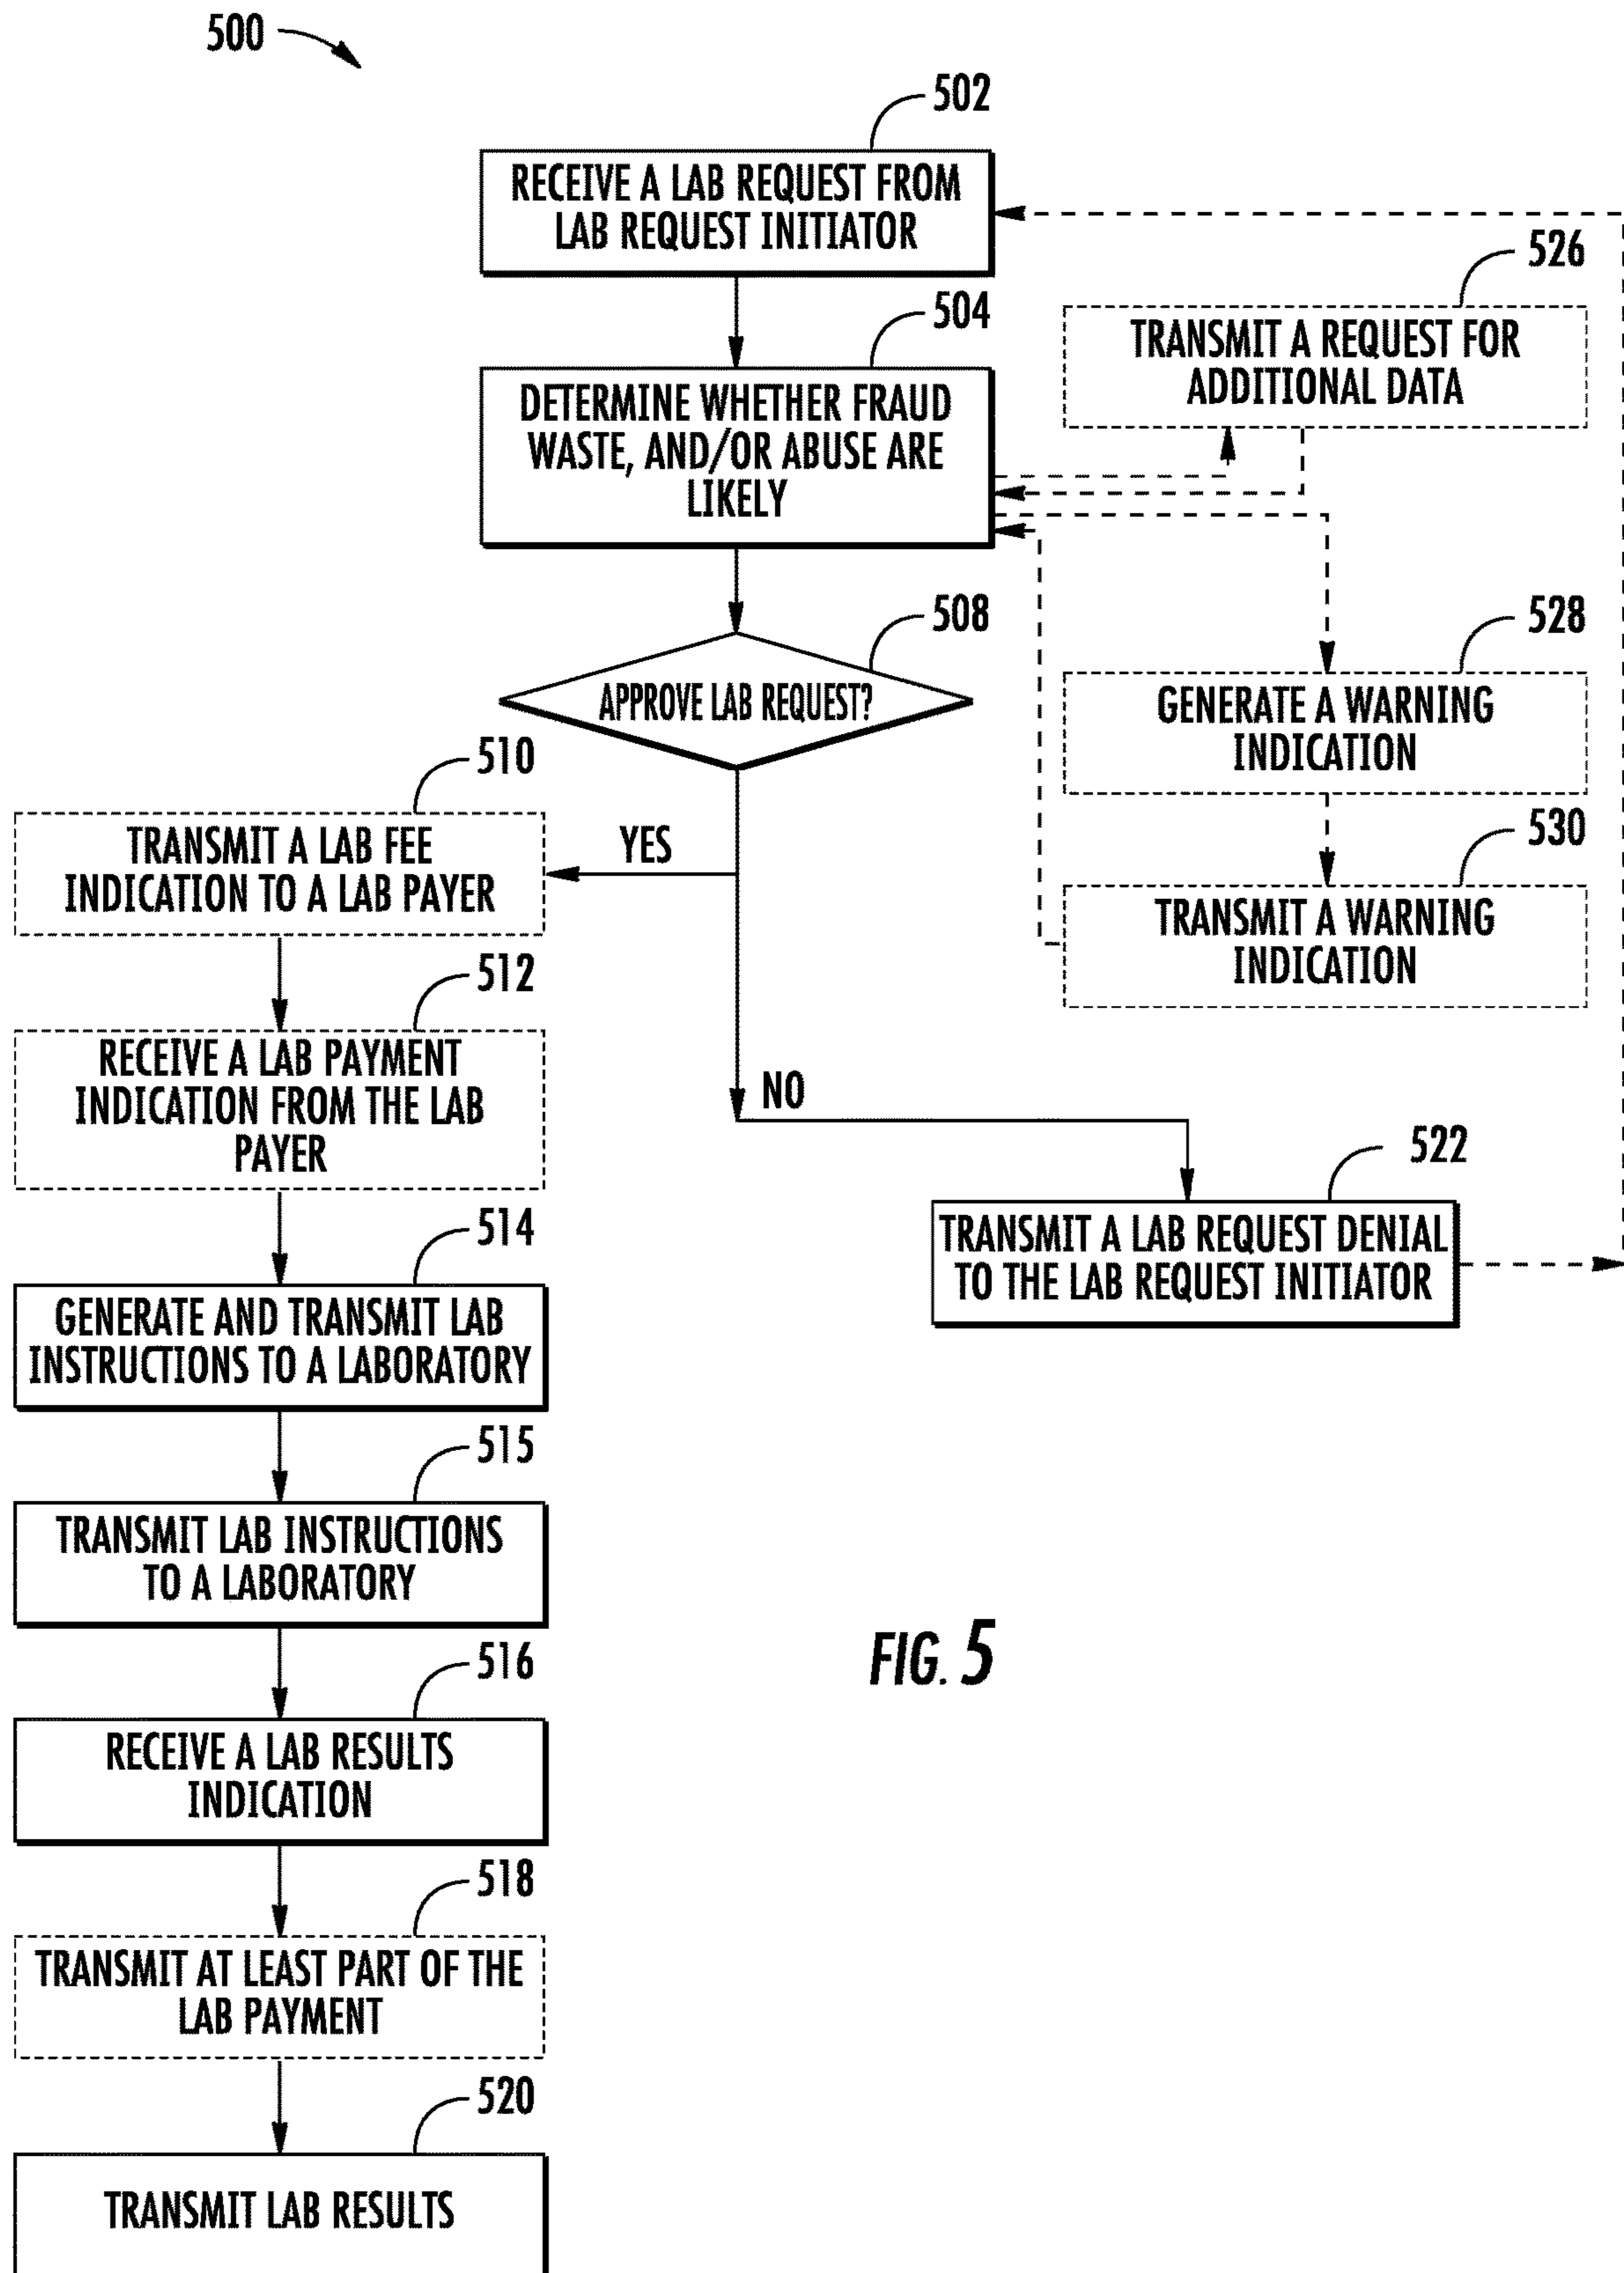 500
502
RECEIVE A LAB REQUEST FROM
LAB REQUEST INITIATOR
504
DETERMINE WHETHER FRAUD
WASTE, AND/OR ABUSE ARE
LIKELY
526
TRANSMIT A REQUEST FOR
ADDITIONAL DATA
508
APPROVE LAB REQUEST?
528
GENERATE A WARNING
INDICATION
530
TRANSMIT A WARNING
INDICATION
YES
510
TRANSMIT A LAB FEE
INDICATION TO A LAB PAYER
512
RECEIVE A LAB PAYMENT
INDICATION FROM THE LAB
PAYER
NO
522
TRANSMIT A LAB REQUEST DENIAL
TO THE LAB REQUEST INITIATOR
514
GENERATE AND TRANSMIT LAB
INSTRUCTIONS TO A LABORATORY
515
TRANSMIT LAB INSTRUCTIONS
TO A LABORATORY
516
RECEIVE A LAB RESULTS
INDICATION
518
TRANSMIT AT LEAST PART OF THE
LAB PAYMENT
520
TRANSMIT LAB RESULTS
FIG. 5